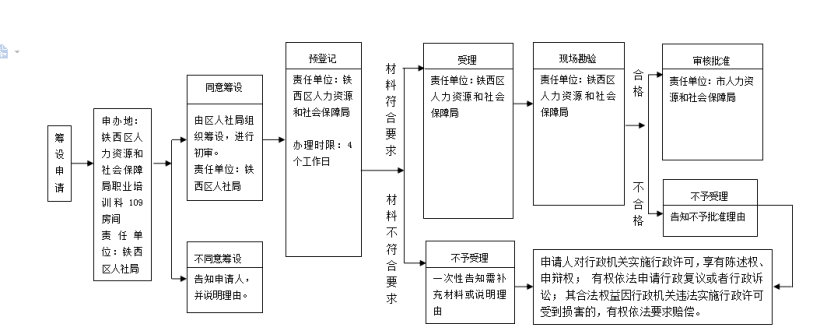 筹
设
申
请
申办地：
铁西区人
力资源和
社会保障
局职业培
训科 109
房间
责任单
位：铁西
区人社局
同意筹设
由区人社局组
织筹设，进行
初审。
责任单位：铁
西区人社局
不同意筹设
告知申请人，
并说明理由。
预登记
责任单位：铁
西区人力资源
和社会保障局
办理时限：4
个工作日
材
料
符
合
要
求
材
料
不
符
合
要
求
受理
责任单位：铁西区
人力资源和社会
保障局
不予受理
一次性告知需补
充材料或说明理
由
现场勘验
责任单位：铁西区
人力资源和社会
保障局
合
格
不
合
格
审核批准
责任单位：市人力资
源和社会保障局
不予受理
告知不予批准理由
申请人对行政机关实施行政许可，享有陈述权、
申辩权； 有权依法申请行政复议或者行政诉
讼； 其合法权益因行政机关违法实施行政许可
受到损害的，有权依法要求赔偿。